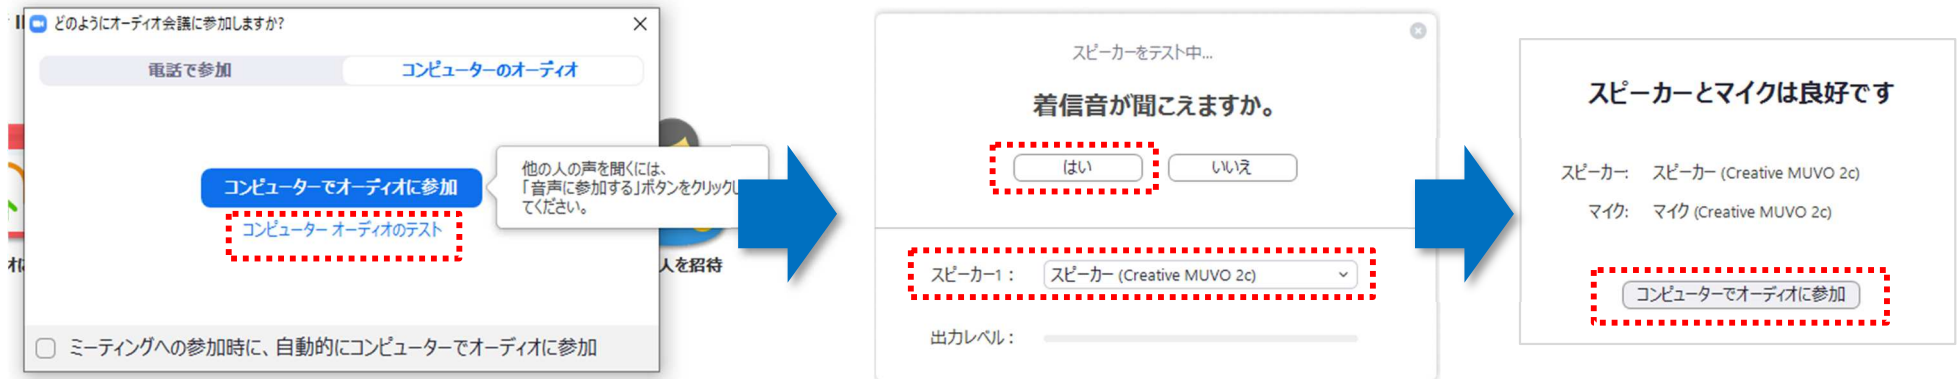 どのようにオーディオ会議に参加しますか?
電話で参加
コンピューターのオーディオ
コンピューターでオーディオに参加
他の人の声を聞くには、
「音声に参加する」ボタンをクリックし
てください。
コンピューター オーディオのテスト
人を招待
ミーティングへの参加時に、自動的にコンピューターでオーディオに参加
スピーカーをテスト中...
着信音が聞こえますか。
はい
いいえ
スピーカー1：
スピーカー (Creative MUVO 2c)
出力レベル：
スピーカーとマイクは良好です
スピーカー: スピーカー (Creative MUVO 2c)
マイク: マイク (Creative MUVO 2c)
コンピューターでオーディオに参加